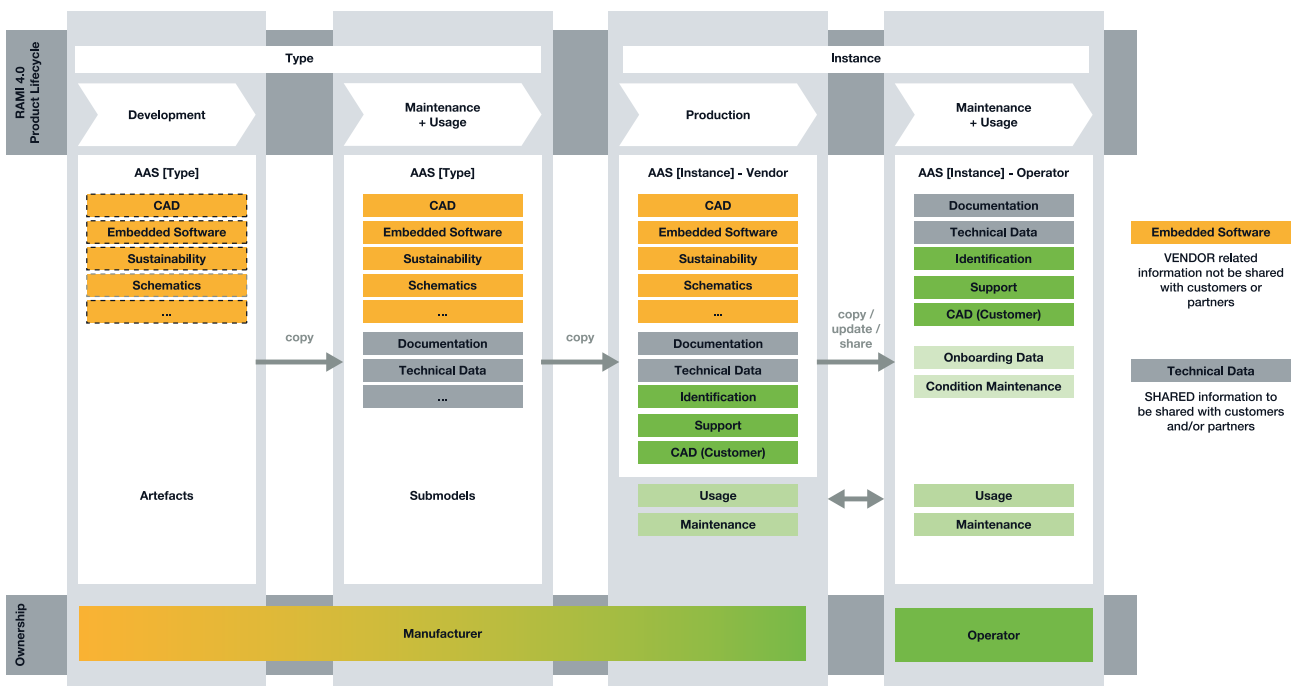 RAMI 4.0
Product Lifecycle
Type
Instance
Development
Maintenance
+ Usage
Production
Maintenance
+ Usage
AAS [Type]
CAD
Embedded Software
Sustainability
Schematics
...
Artefacts
copy
AAS [Type]
CAD
Embedded Software
Sustainability
Schematics
...
Documentation
Technical Data
...
Submodels
copy
AAS [Instance] - Vendor
CAD
Embedded Software
Sustainability
Schematics
...
Documentation
Technical Data
Identification
Support
CAD (Customer)
Usage
Maintenance
copy /
update /
share
AAS [Instance] - Operator
Documentation
Technical Data
Identification
Support
CAD (Customer)
Onboarding Data
Condition Maintenance
Usage
Maintenance
Embedded Software
VENDOR related
information not be shared
with customers or
partners
Technical Data
SHARED information to
be shared with customers
and/or partners
Ownership
Manufacturer
Operator